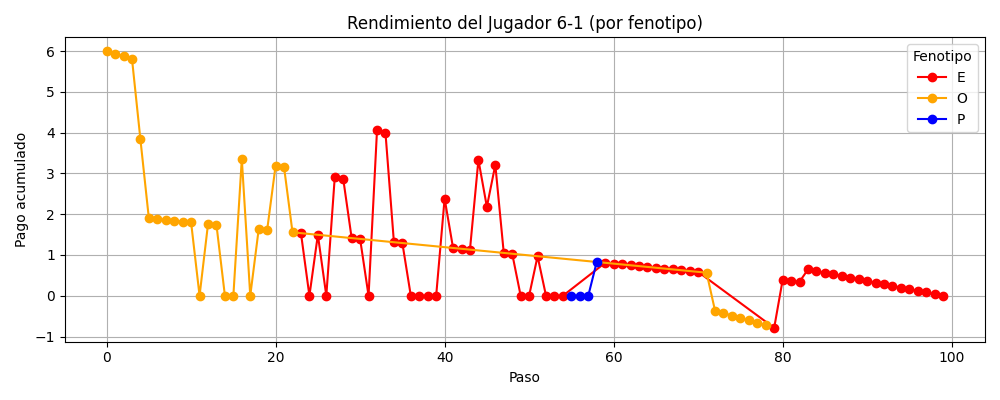 Rendimiento del Jugador 6-1 (por fenotipo)
Pago acumulado
6
5
4
3
2
1
0
−1
Fenotipo
E
O
P
0
20
40
60
80
100
Paso